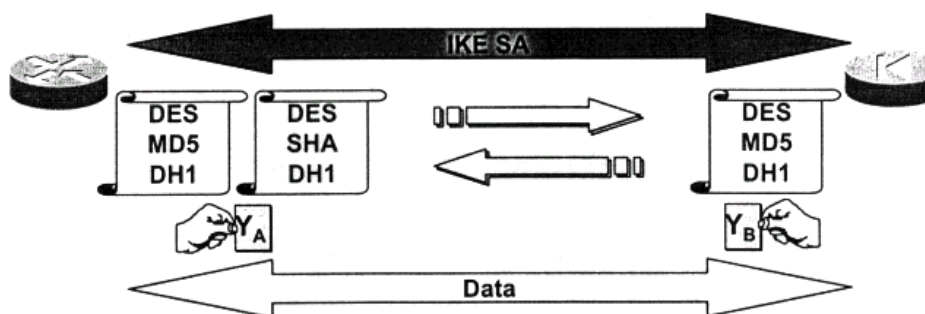 IKE SA
DES
MD5
DH1
DES
SHA
DH1
DES
MD5
DH1
YA
YB
Data